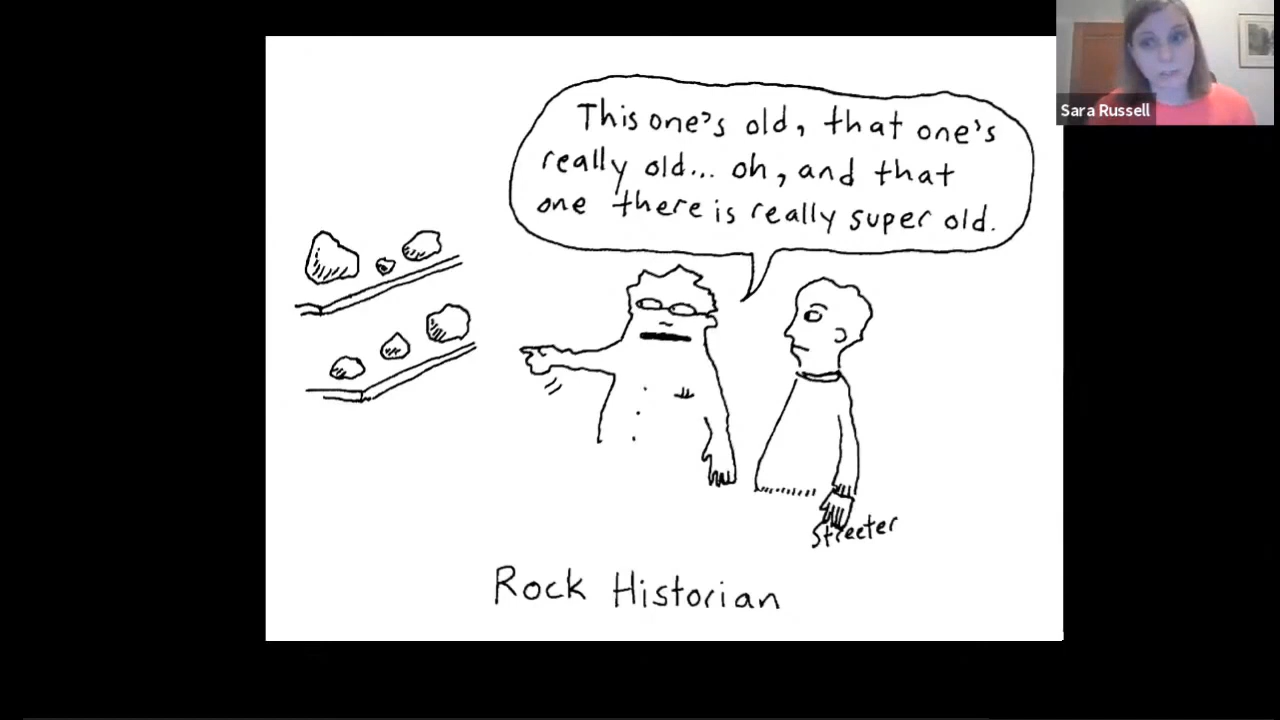 Sara Russell
This one's old, that one's
really old... oh, and that
one there is really super old.
Streeter
Rock Historian